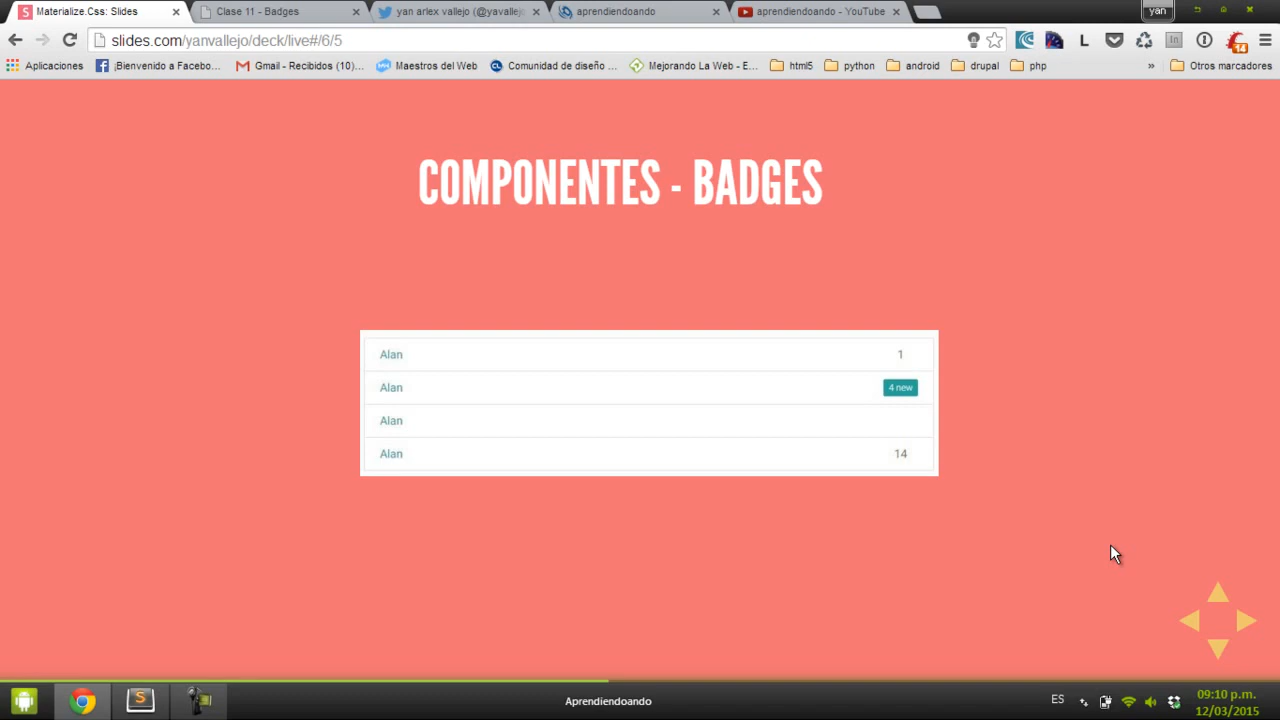 Materialize.Css: Slides
Clase 11 - Badges
yan arlex vallejo (@yavallejo
aprendiendoando
aprendiendoando - YouTube
yan
slides.com/yanvallejo/deck/live#/6/5
L
In
14
Aplicaciones
¡Bienvenido a Facebo...
Gmail - Recibidos (10)...
Maestros del Web
Comunidad de diseño ...
Mejorando La Web - E...
html5
python
android
drupal
php
»
Otros marcadores
COMPONENTES - BADGES
Alan 1
Alan 4 new
Alan
Alan 14
Aprendiendoando
ES
09:10 p.m.
12/03/2015